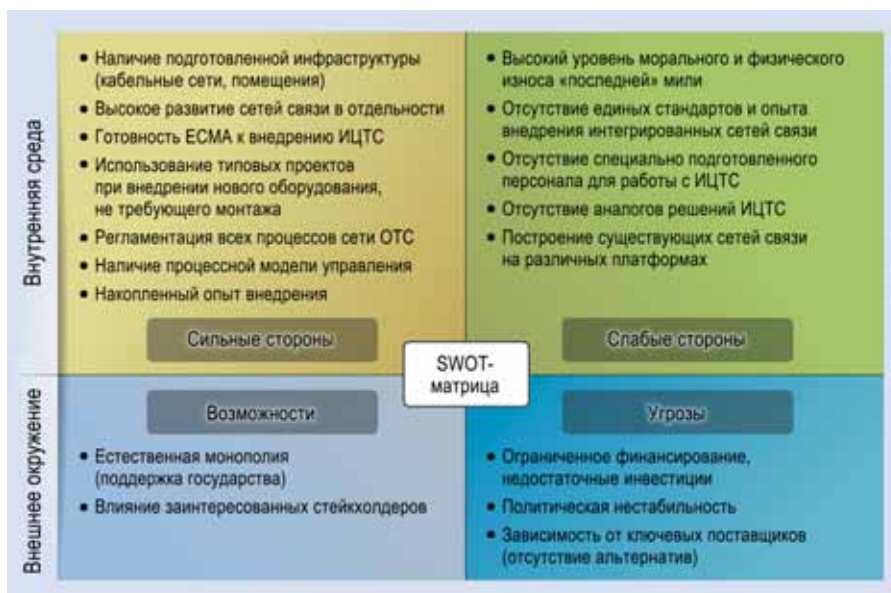 Внутренняя среда
• Наличие подготовленной инфраструктуры
(кабельные сети, помещения)
• Высокое развитие сетей связи в отдельности
• Готовность ЕСМА к внедрению ИЦТС
• Использование типовых проектов
при внедрении нового оборудования,
не требующего монтажа
• Регламентация всех процессов сети ОТС
• Наличие процессной модели управления
• Накопленный опыт внедрения
Сильные стороны
• Высокий уровень морального и физического
износа «последней» мили
• Отсутствие единых стандартов и опыта
внедрения интегрированных сетей связи
• Отсутствие специально подготовленного
персонала для работы с ИЦТС
• Отсутствие аналогов решений ИЦТС
• Построение существующих сетей связи
на различных платформах
Слабые стороны
SWOT-
матрица
Внешнее окружение
Возможности
• Естественная монополия
(поддержка государства)
• Влияние заинтересованных стейкхолдеров
Угрозы
• Ограниченное финансирование,
недостаточные инвестиции
• Политическая нестабильность
• Зависимость от ключевых поставщиков
(отсутствие альтернатив)